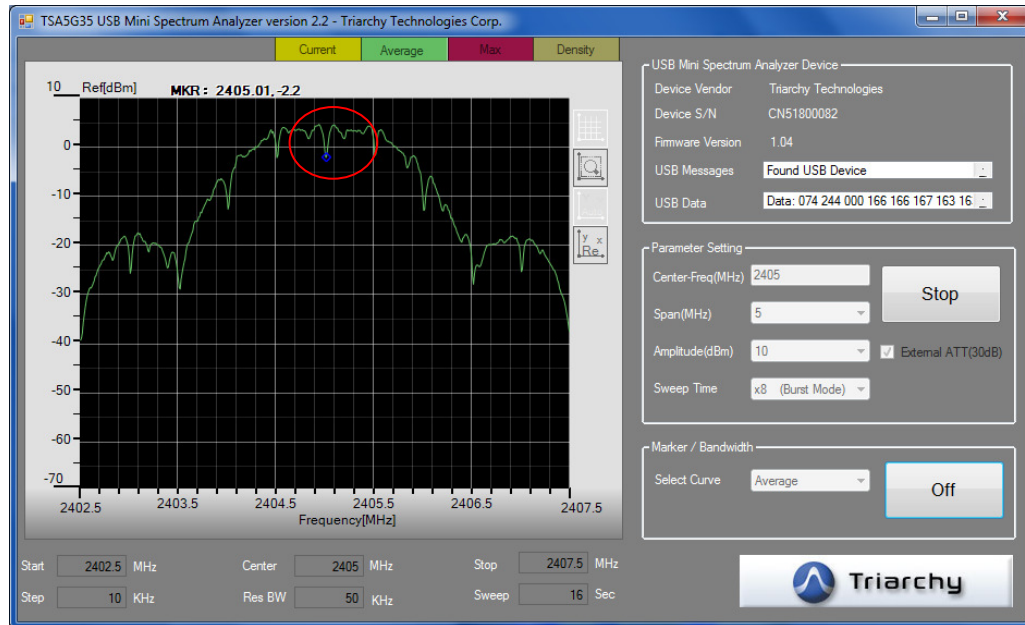 TSA5G35 USB Mini Spectrum Analyzer version 2.2 - Triarchy Technologies Corp.
Current Average Max Density
10 Ref[dBm] MKR : 2405.01, -2.2
0
-10
-20
-30
-40
-50
-60
-70
2402.5 2403.5 2404.5 2405.5 2406.5 2407.5
Frequency[MHz]
USB Mini Spectrum Analyzer Device
Device Vendor Triarchy Technologies
Device S/N CN51800082
Firmware Version 1.04
USB Messages Found USB Device
USB Data Data: 074 244 000 166 166 167 163 16
y x
Re.
Parameter Setting
Center-Freq(MHz) 2405
Stop
Span(MHz) 5
Amplitude(dBm) 10 External ATT(30dB)
Sweep Time x8 (Burst Mode)
Marker / Bandwidth
Select Curve Average
Off
Start 2402.5 MHz Center 2405 MHz Stop 2407.5 MHz
Step 10 KHz Res BW 50 KHz Sweep 16 Sec
Triarchy